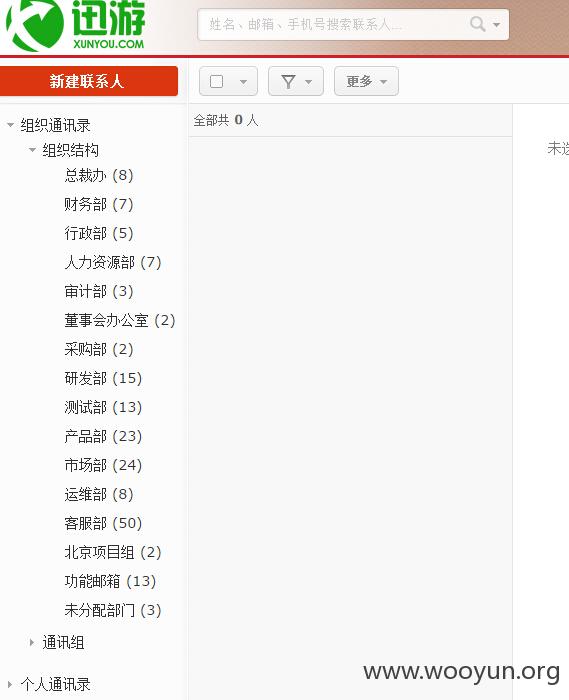 迅游
XUNYOU.COM
姓名、邮箱、手机号搜索联系人...
新建联系人
更多
组织通讯录
全部共 0 人
组织结构
未
总裁办 (8)
财务部 (7)
行政部 (5)
人力资源部 (7)
审计部 (3)
董事会办公室 (2)
采购部 (2)
研发部 (15)
测试部 (13)
产品部 (23)
市场部 (24)
运维部 (8)
客服部 (50)
北京项目组 (2)
功能邮箱 (13)
未分配部门 (3)
通讯组
个人通讯录
www.wooyun.org